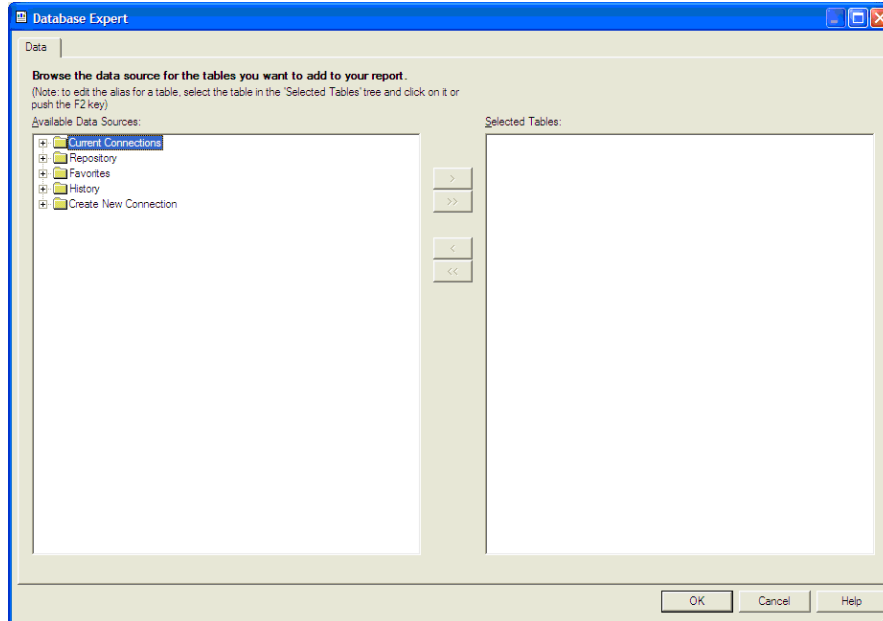 Database Expert
Data
Browse the data source for the tables you want to add to your report.
(Note: to edit the alias for a table, select the table in the 'Selected Tables' tree and click on it or
push the F2 key)
Available Data Sources:
Selected Tables:
Current Connections
Repository
Favorites
History
Create New Connection
>
>>
<
<<
OK
Cancel
Help